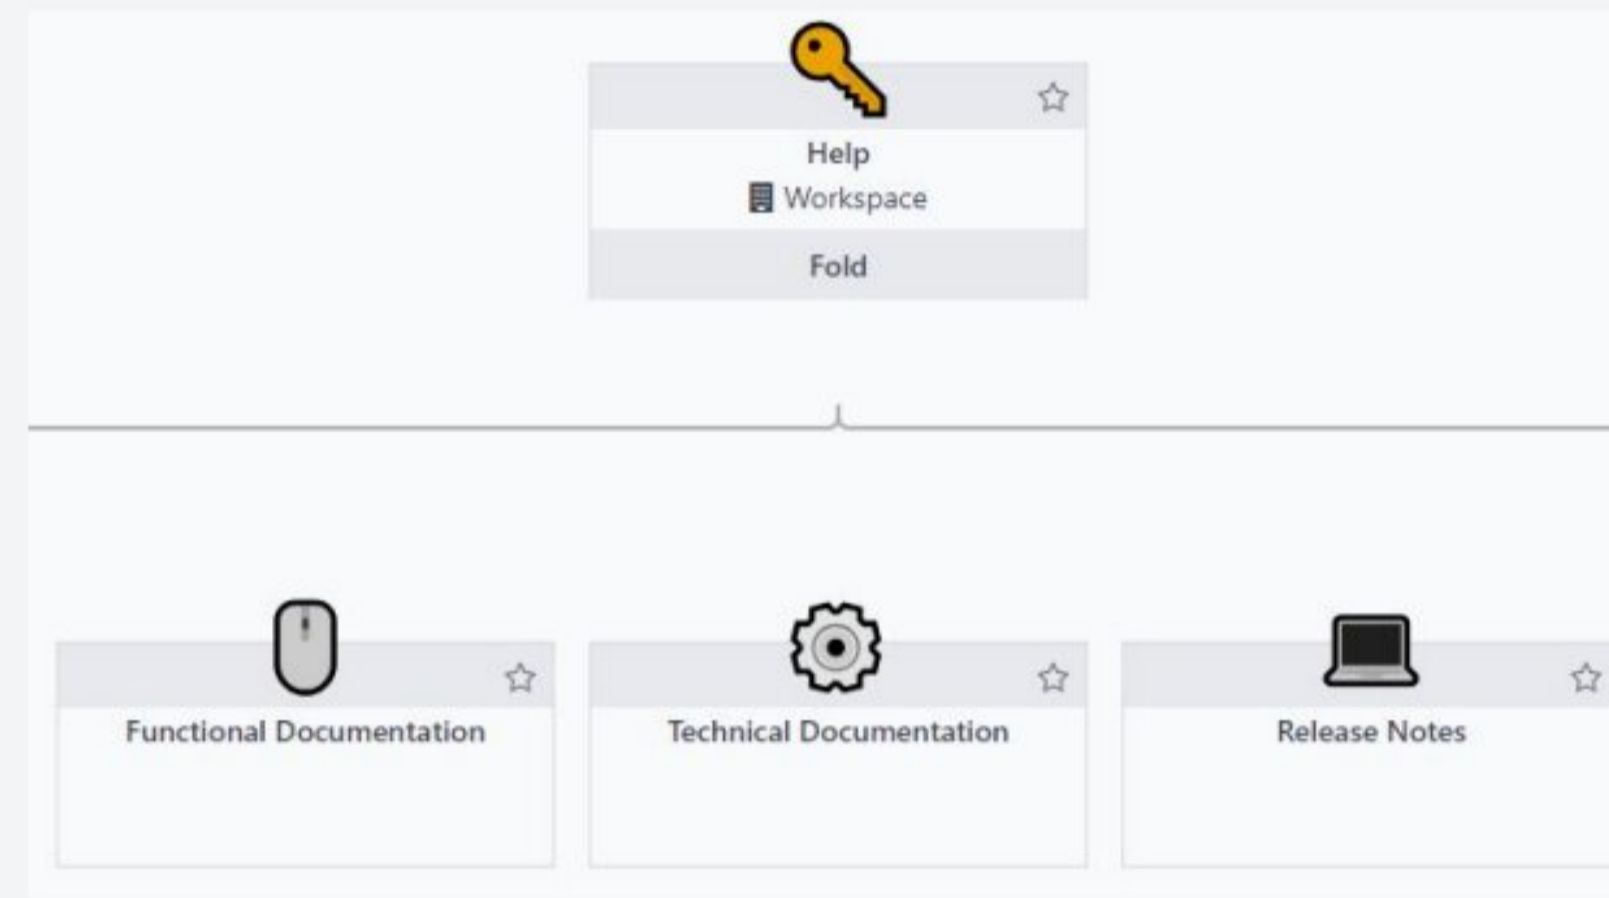 Help
Workspace
Fold
Functional Documentation
Technical Documentation
Release Notes